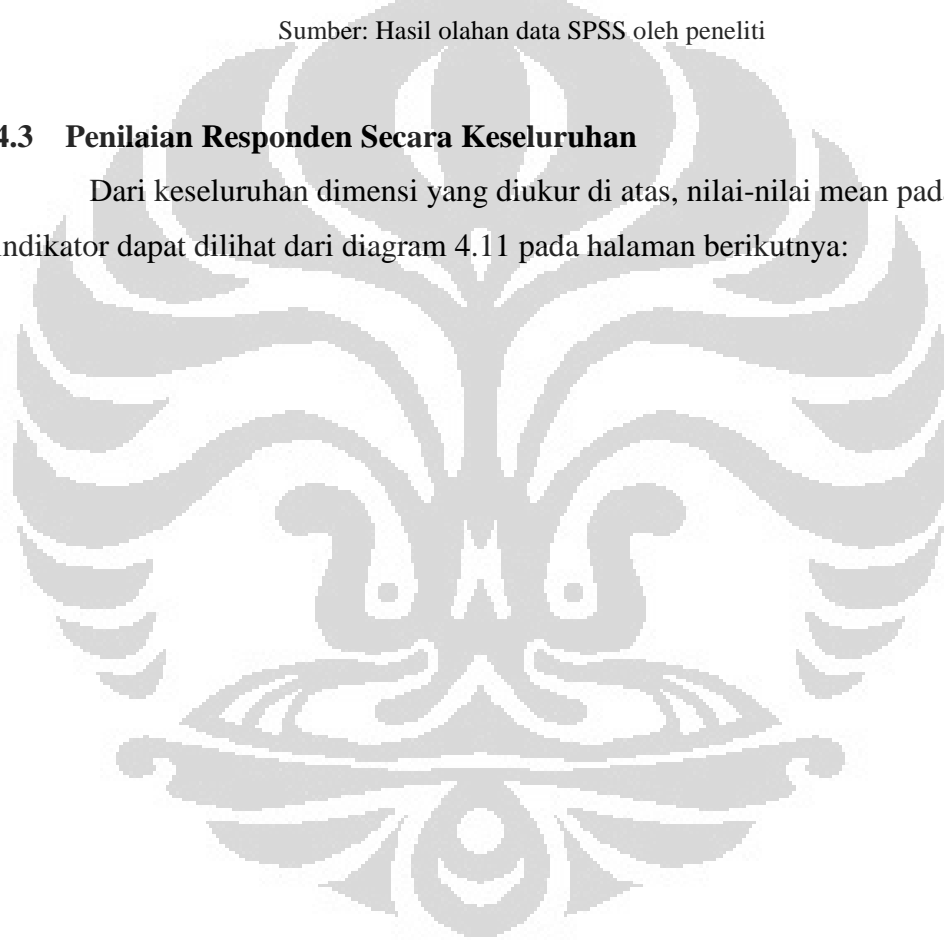 Sumber: Hasil olahan data SPSS oleh peneliti
4.3 Penilaian Responden Secara Keseluruhan
Dari keseluruhan dimensi yang diukur di atas, nilai-nilai mean pad
indikator dapat dilihat dari diagram 4.11 pada halaman berikutnya: